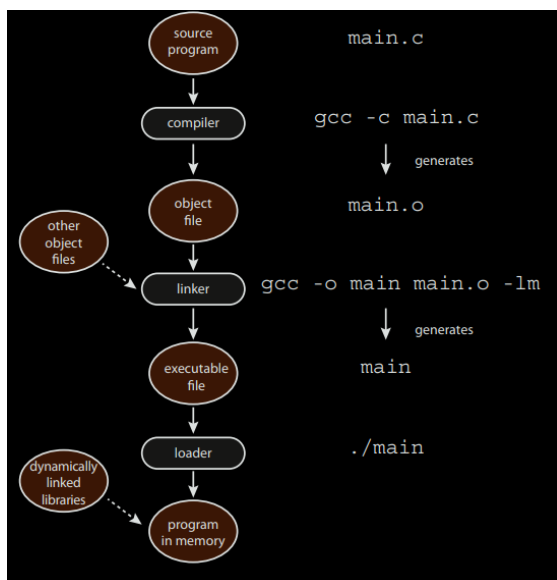 source
program
main.c
compiler
gcc -c main.c
generates
object
file
main.o
other
object
files
linker
gcc -o main main.o -lm
generates
executable
file
main
loader
./main
dynamically
linked
libraries
program
in memory